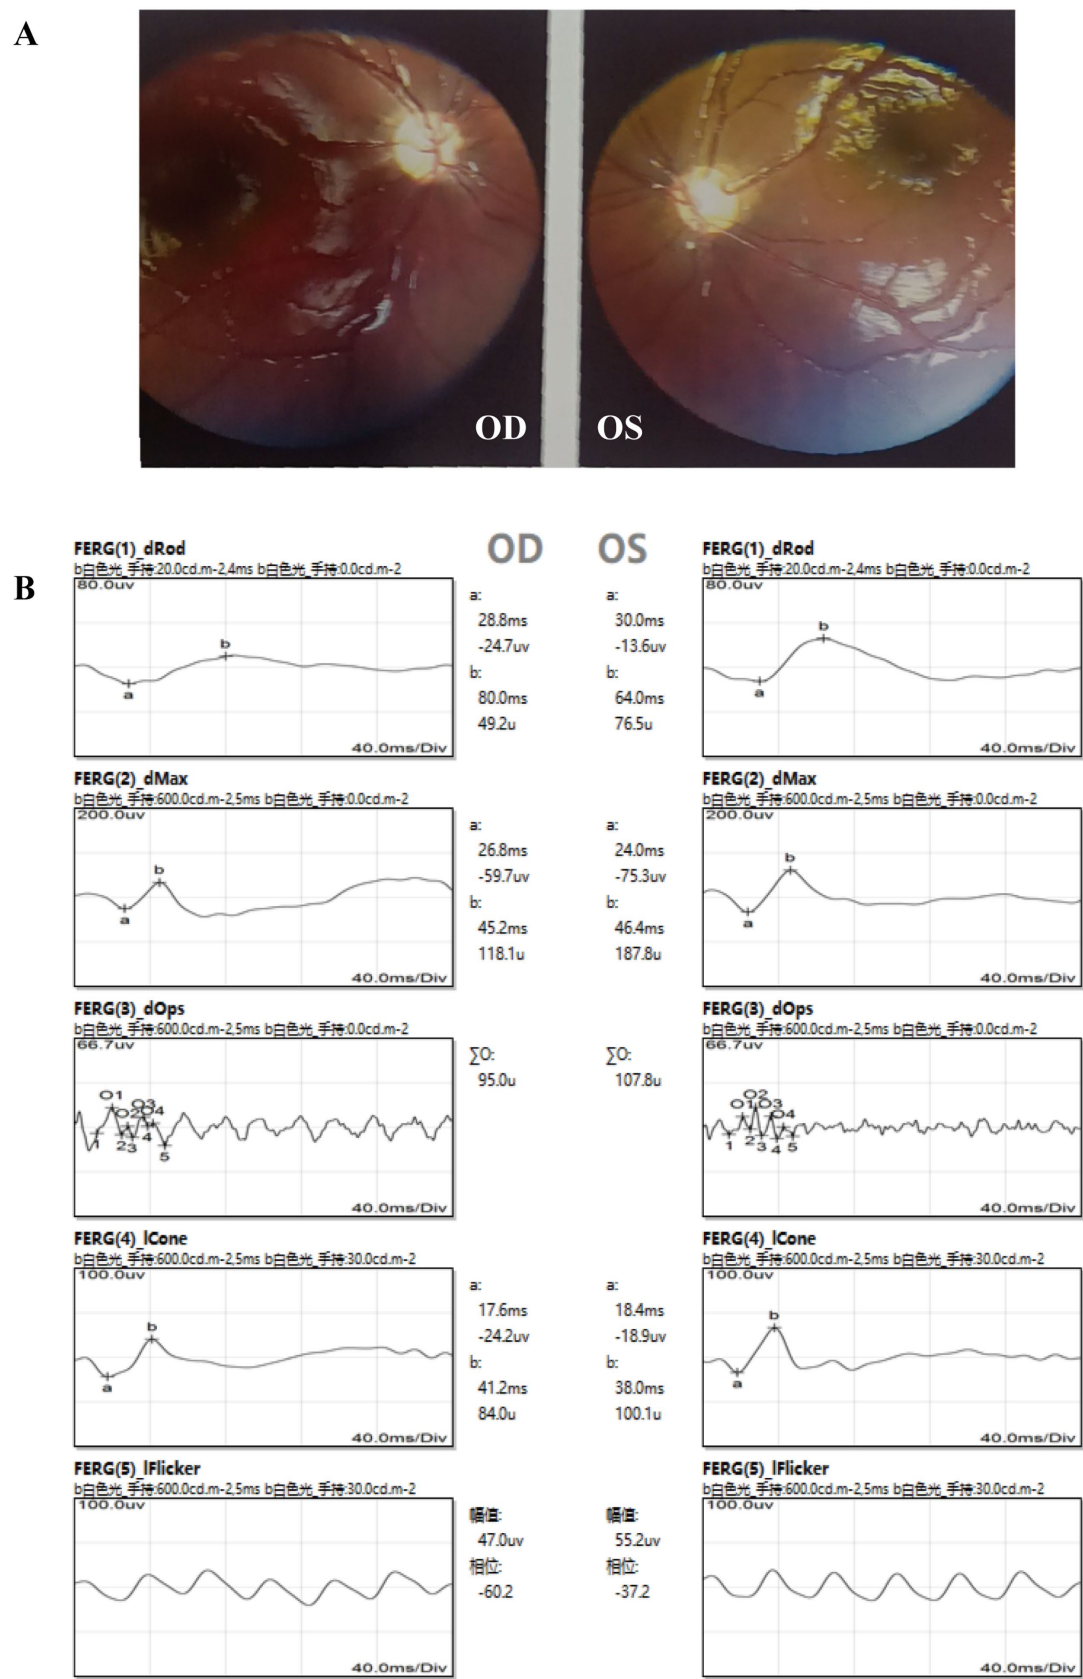 A
OD
OS
B
OD
OS
FERG(1)_dRod
b白色光_手持:20.0cd.m-2,4ms b白色光_手持:0.0cd.m-2
80.0uv
b
a
40.0ms/Div
a:
28.8ms
-24.7uv
b:
80.0ms
49.2u
a:
30.0ms
-13.6uv
b:
64.0ms
76.5u
FERG(1)_dRod
b白色光_手持:20.0cd.m-2,4ms b白色光_手持:0.0cd.m-2
80.0uv
b
a
40.0ms/Div
FERG(2)_dMax
b白色光_手持:600.0cd.m-2,5ms b白色光_手持:0.0cd.m-2
200.0uv
b
a
40.0ms/Div
a:
26.8ms
-59.7uv
b:
45.2ms
118.1u
a:
24.0ms
-75.3uv
b:
46.4ms
187.8u
FERG(2)_dMax
b白色光_手持:600.0cd.m-2,5ms b白色光_手持:0.0cd.m-2
200.0uv
b
a
40.0ms/Div
FERG(3)_dOps
b白色光_手持:600.0cd.m-2,5ms b白色光_手持:0.0cd.m-2
66.7uv
O1
O2
O3
O4
1
2
3
4
5
40.0ms/Div
∑O:
95.0u
∑O:
107.8u
FERG(3)_dOps
b白色光_手持:600.0cd.m-2,5ms b白色光_手持:0.0cd.m-2
66.7uv
O1
O2
O3
O4
1
2
3
4
5
40.0ms/Div
FERG(4)_lCone
b白色光_手持:600.0cd.m-2,5ms b白色光_手持:30.0cd.m-2
100.0uv
b
a
40.0ms/Div
a:
17.6ms
-24.2uv
b:
41.2ms
84.0u
a:
18.4ms
-18.9uv
b:
38.0ms
100.1u
FERG(4)_lCone
b白色光_手持:600.0cd.m-2,5ms b白色光_手持:30.0cd.m-2
100.0uv
b
a
40.0ms/Div
FERG(5)_lFlicker
b白色光_手持:600.0cd.m-2,5ms b白色光_手持:30.0cd.m-2
100.0uv
40.0ms/Div
幅值:
47.0uv
相位:
-60.2
幅值:
55.2uv
相位:
-37.2
FERG(5)_lFlicker
b白色光_手持:600.0cd.m-2,5ms b白色光_手持:30.0cd.m-2
100.0uv
40.0ms/Div